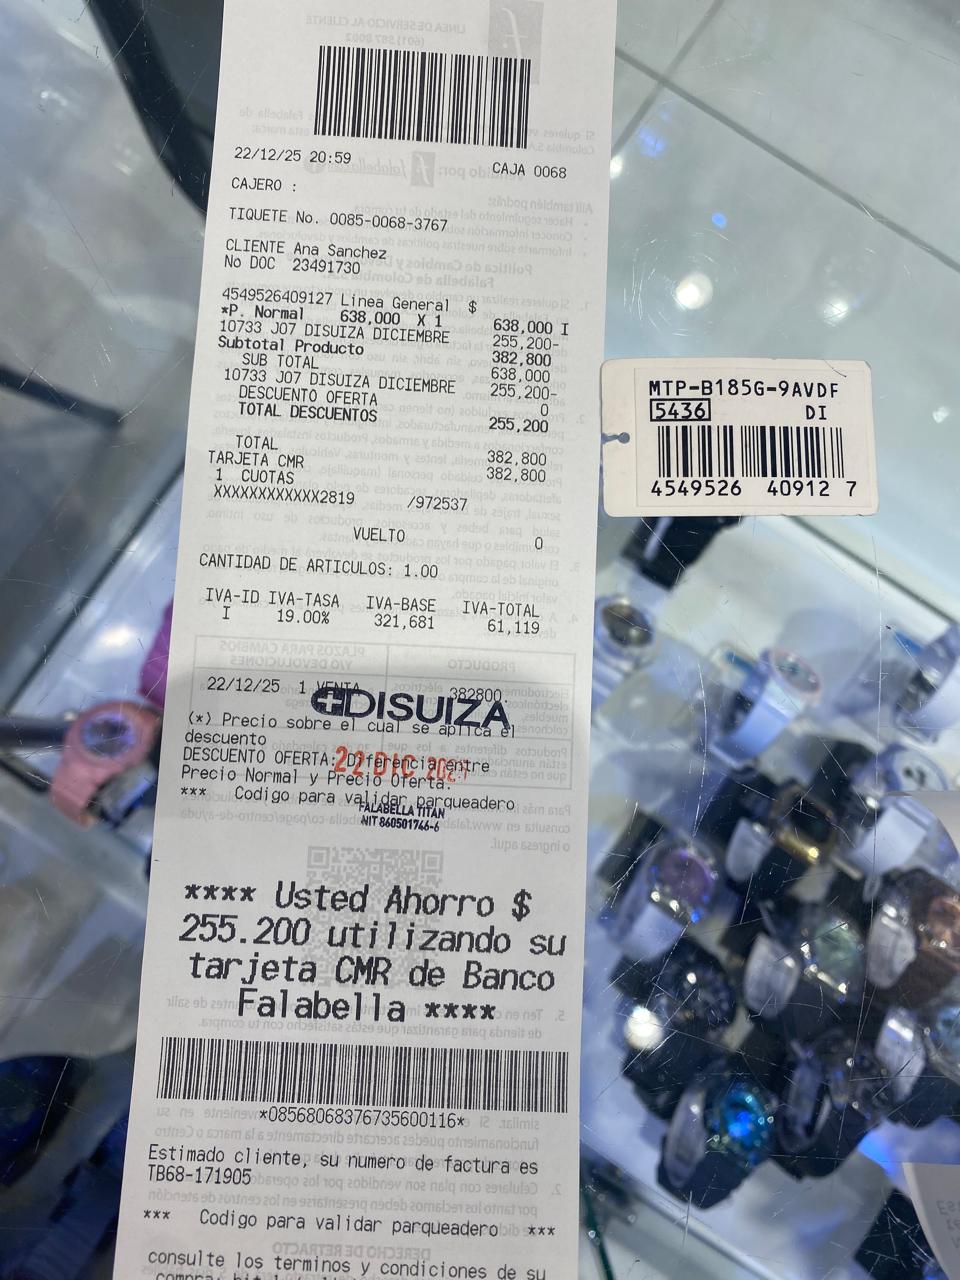 22/12/25 20:59 CAJA 0068
CAJERO :
TIQUETE No. 0085-0068-3767
CLIENTE Ana Sanchez
No DOC 23491730
4549526409127 Linea General $
*P. Normal 638,000 X 1 638,000 I
10733 J07 DISUIZA DICIEMBRE 255,200-
Subtotal Producto 382,800
SUB TOTAL 638,000
10733 J07 DISUIZA DICIEMBRE 255,200-
DESCUENTO OFERTA 0
TOTAL DESCUENTOS 255,200
TOTAL 382,800
TARJETA CMR 382,800
1 CUOTAS
XXXXXXXXXXXX2819 /972537
VUELTO 0
CANTIDAD DE ARTICULOS: 1.00
IVA-ID IVA-TASA IVA-BASE IVA-TOTAL
I 19.00% 321,681 61,119
22/12/25 1 VENTA 382800
DISUIZA
(*) Precio sobre el cual se aplica el
descuento
22 DIC
DESCUENTO OFERTA: Diferencia entre
Precio Normal y Precio Oferta.
*** Codigo para validar parqueadero
FALABELLA TITAN
NIT 860501746-6
**** Usted Ahorro $
255.200 utilizando su
tarjeta CMR de Banco
Falabella ****
*08568068376735600116*
Estimado cliente, su numero de factura es
TB68-171905
*** Codigo para validar parqueadero ***
consulte los terminos y condiciones de su
MTP-B185G-9AVDF
5436 DI
4549526 40912 7